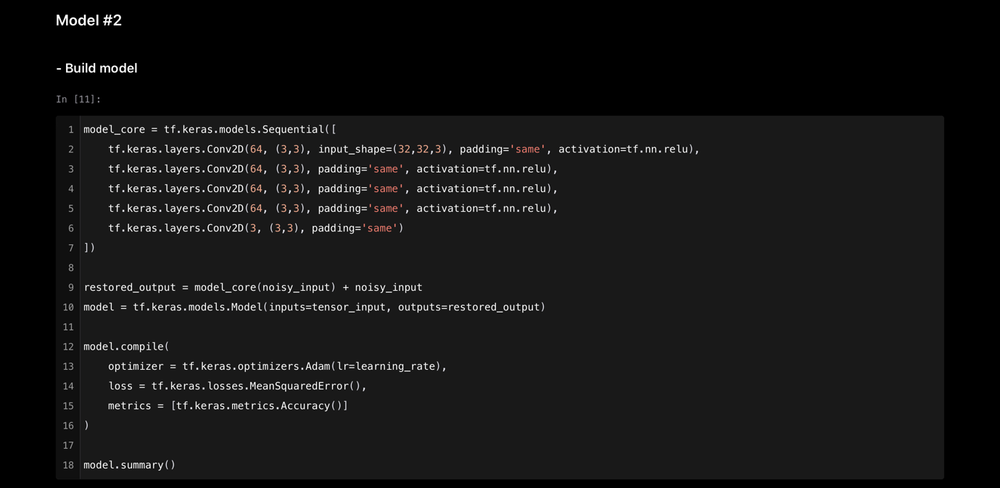 Model #2
- Build model
In [11]:
1 model_core = tf.keras.models.Sequential([
2     tf.keras.layers.Conv2D(64, (3,3), input_shape=(32,32,3), padding='same', activation=tf.nn.relu),
3     tf.keras.layers.Conv2D(64, (3,3), padding='same', activation=tf.nn.relu),
4     tf.keras.layers.Conv2D(64, (3,3), padding='same', activation=tf.nn.relu),
5     tf.keras.layers.Conv2D(64, (3,3), padding='same', activation=tf.nn.relu),
6     tf.keras.layers.Conv2D(3, (3,3), padding='same')
7 ])
8
9 restored_output = model_core(noisy_input) + noisy_input
10 model = tf.keras.models.Model(inputs=tensor_input, outputs=restored_output)
11
12 model.compile(
13     optimizer = tf.keras.optimizers.Adam(lr=learning_rate),
14     loss = tf.keras.losses.MeanSquaredError(),
15     metrics = [tf.keras.metrics.Accuracy()]
16 )
17
18 model.summary()